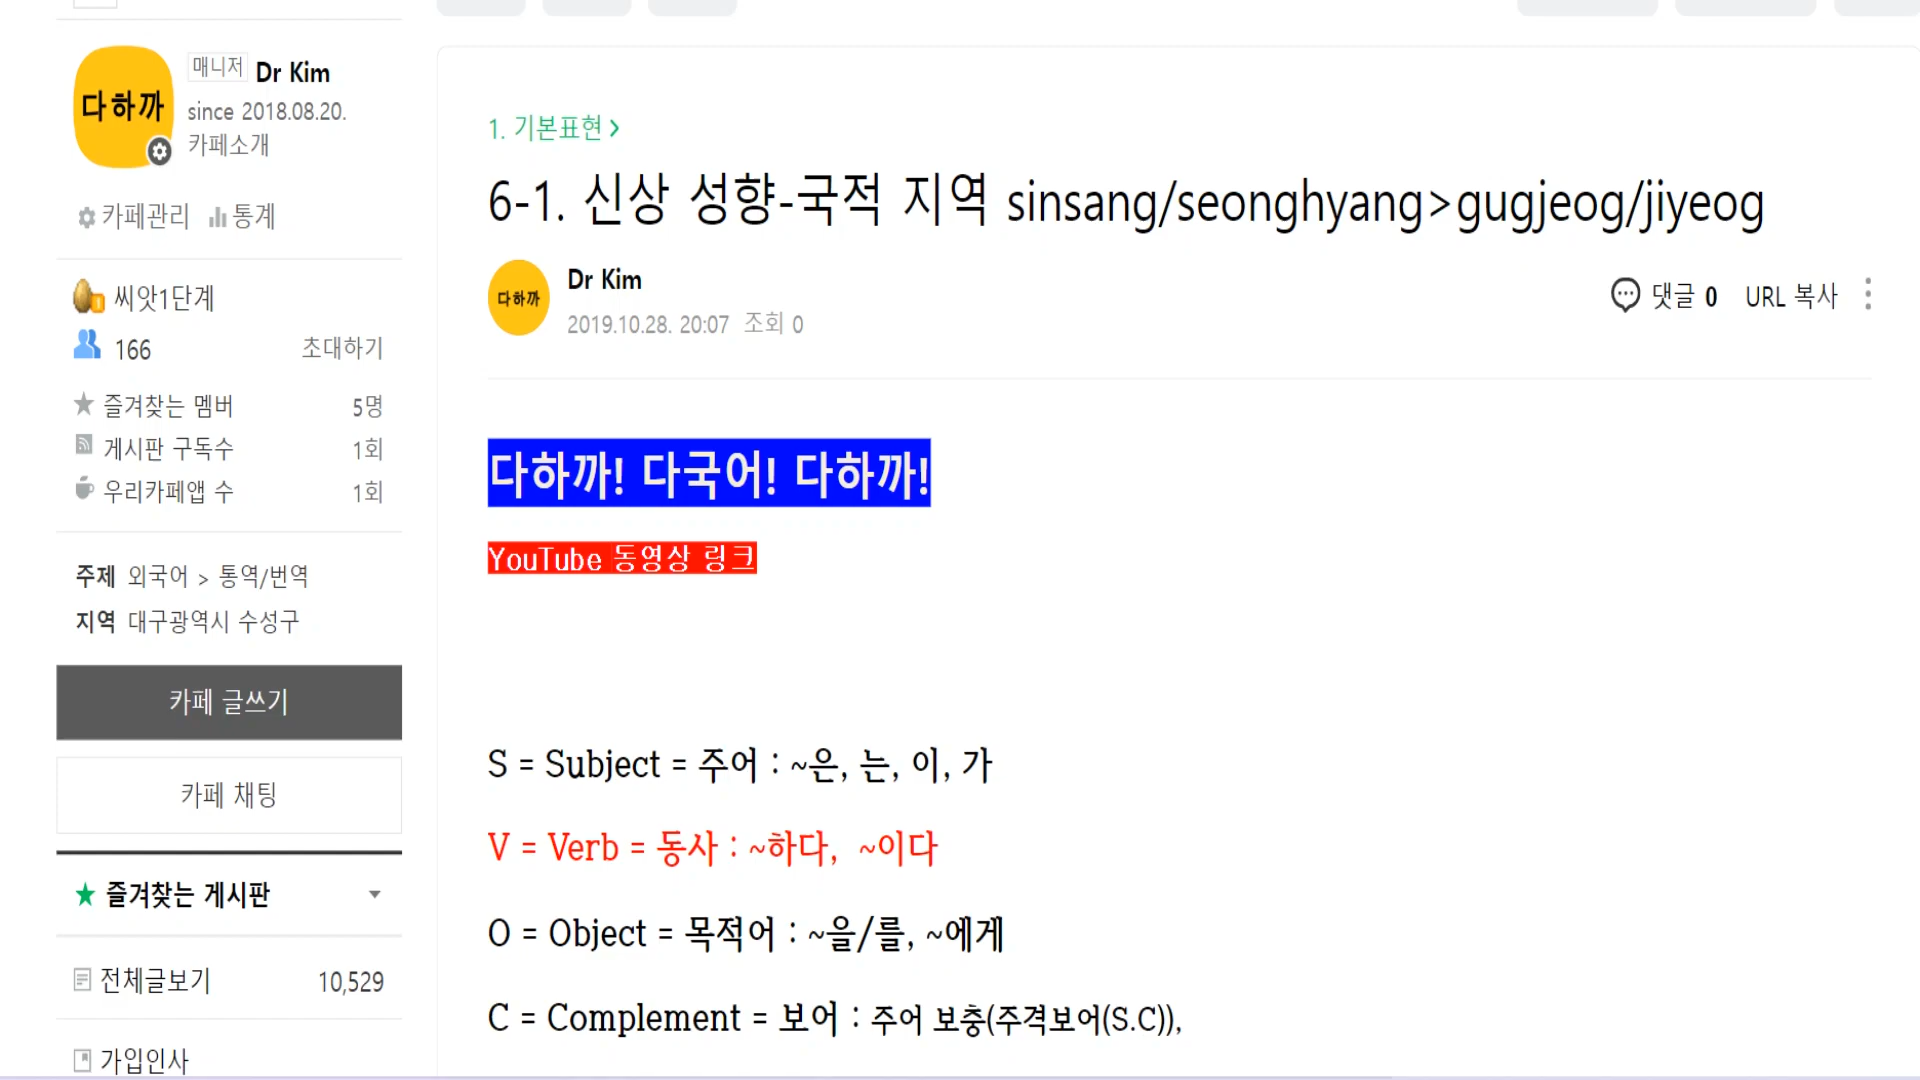 다하까
매니저 Dr Kim
since 2018.08.20.
카페소개
카페관리 통계
씨앗1단계
166 초대하기
즐겨찾는 멤버 5명
게시판 구독수 1회
우리카페앱 수 1회
주제 외국어 > 통역/번역
지역 대구광역시 수성구
카페 글쓰기
카페 채팅
즐겨찾는 게시판
전체글보기 10,529
가입인사
1. 기본표현 >
6-1. 신상 성향-국적 지역 sinsang/seonghyang>gugjeog/jiyeog
다하까
Dr Kim
2019.10.28. 20:07 조회 0
댓글 0 URL 복사
다하까! 다국어! 다하까!
YouTube 동영상 링크
S = Subject = 주어 : ~은, 는, 이, 가
V = Verb = 동사 : ~하다, ~이다
O = Object = 목적어 : ~을/를, ~에게
C = Complement = 보어 : 주어 보충(주격보어(S.C)),